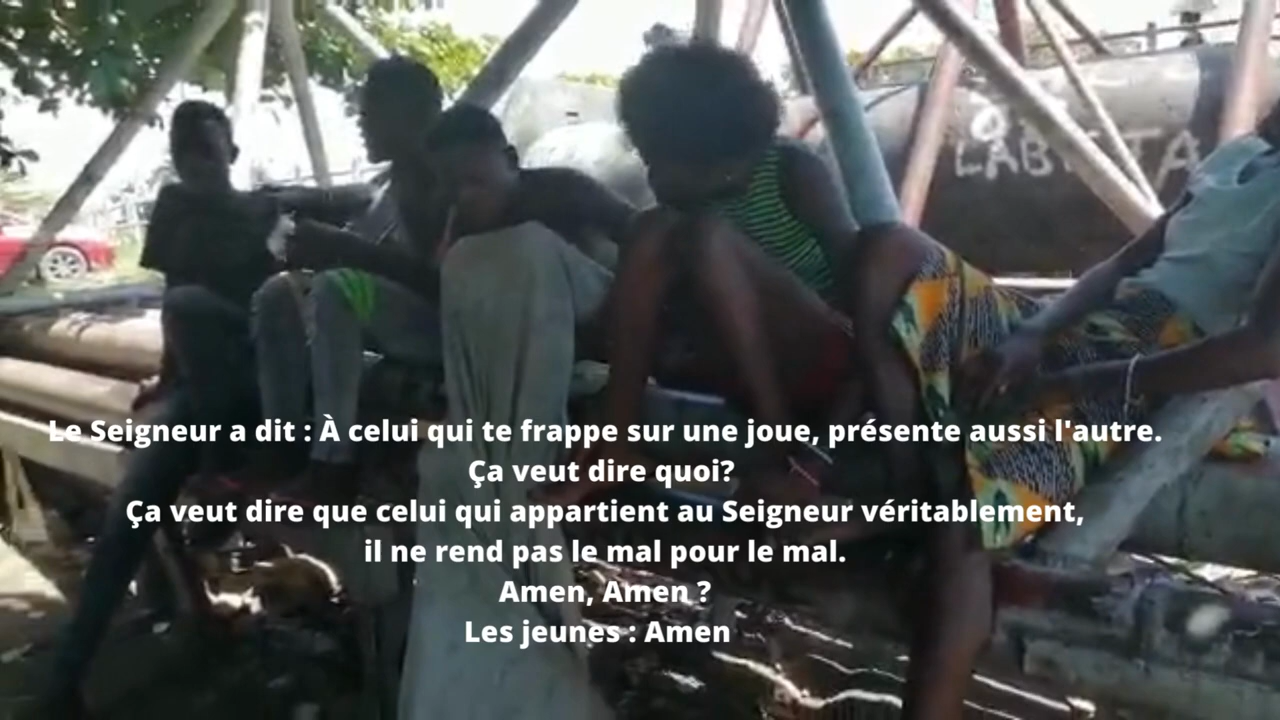 Le Seigneur a dit : À celui qui te frappe sur une joue, présente aussi l'autre.
Ça veut dire quoi?
Ça veut dire que celui qui appartient au Seigneur véritablement,
il ne rend pas le mal pour le mal.
Amen, Amen ?
Les jeunes : Amen